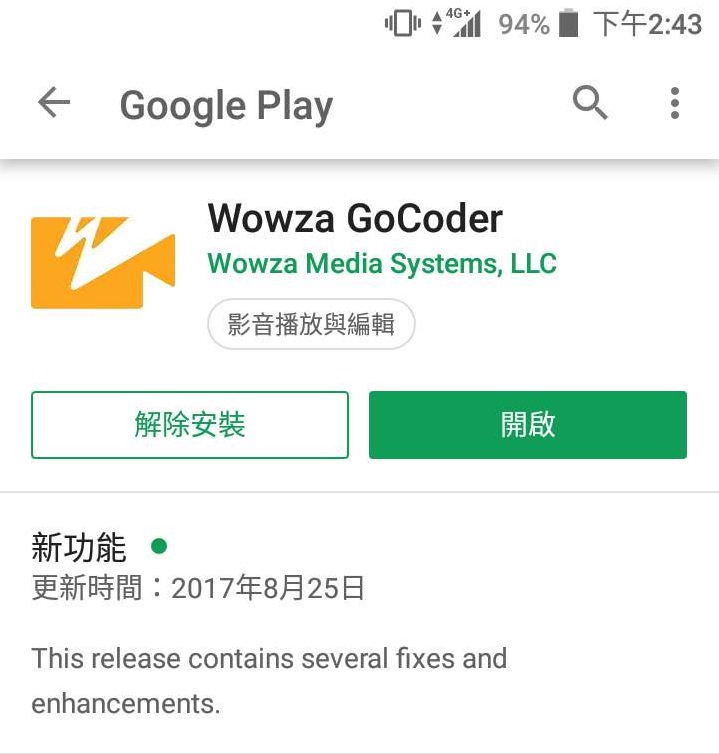 4G+ 94% 下午2:43
Google Play
Wowza GoCoder
Wowza Media Systems, LLC
影音播放與編輯
解除安裝 開啟
新功能
更新時間：2017年8月25日
This release contains several fixes and
enhancements.